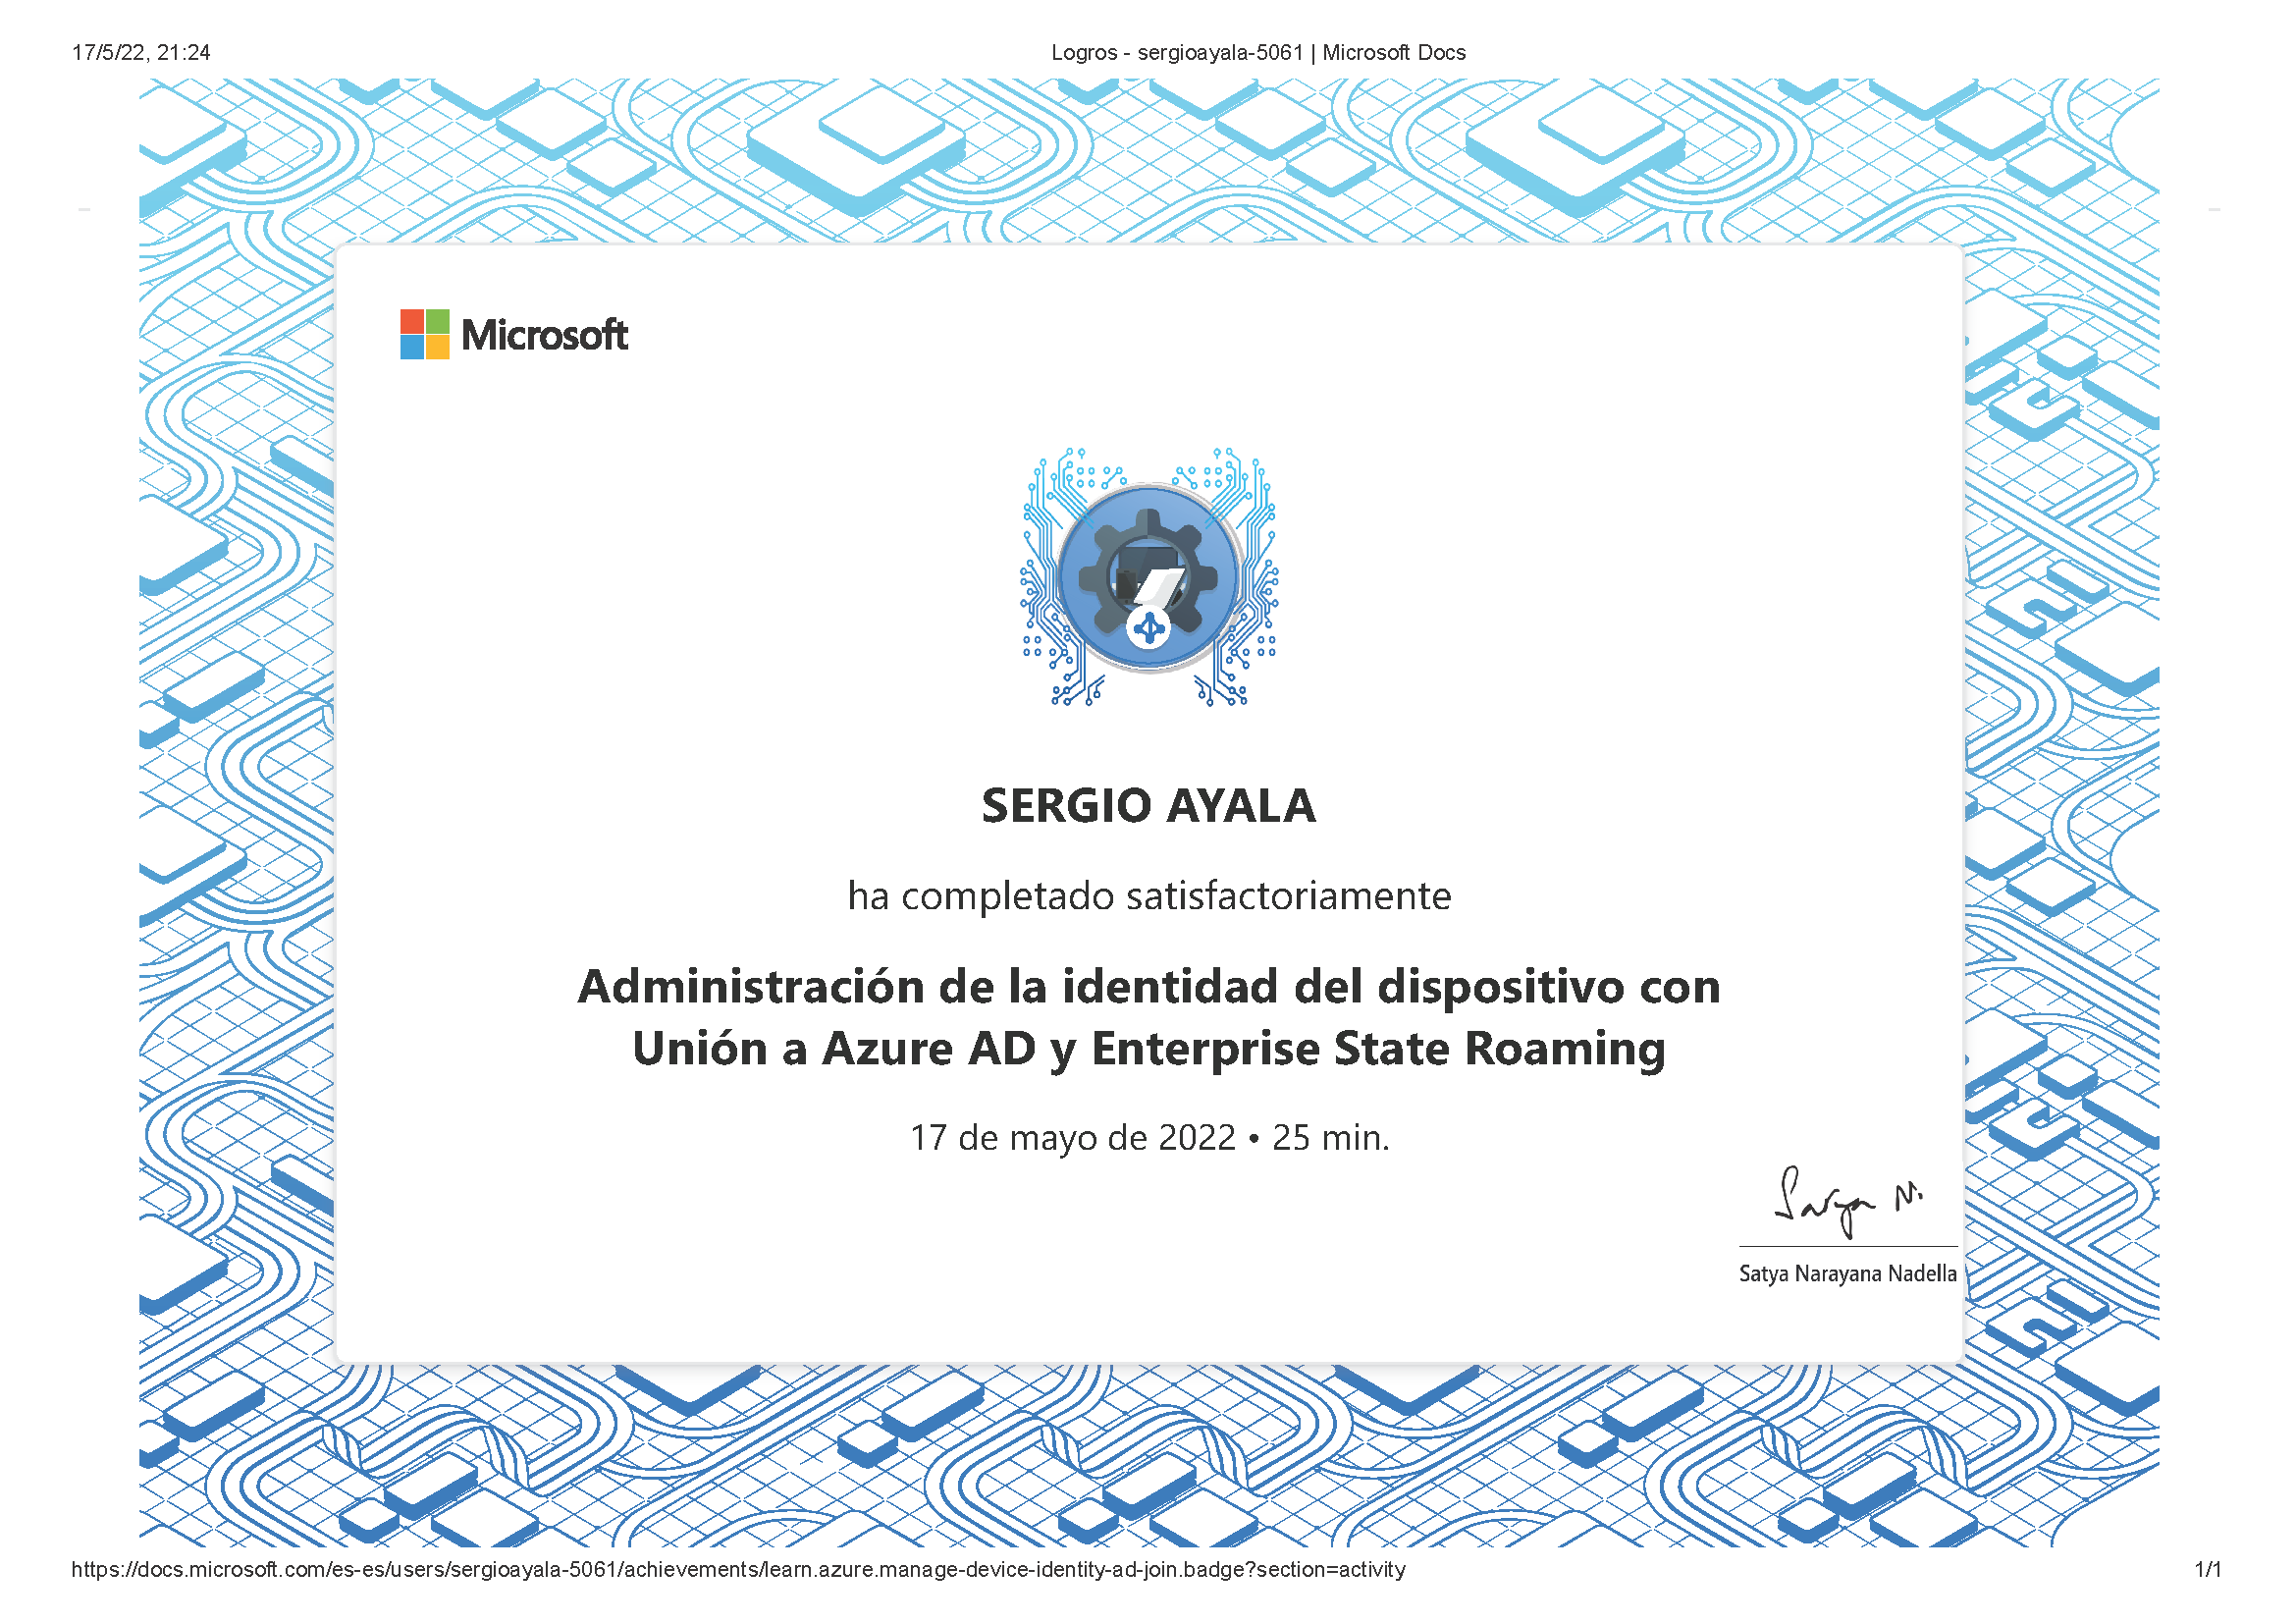 17/5/22, 21:24
Logros - sergioayala-5061 | Microsoft Docs
Microsoft
SERGIO AYALA
ha completado satisfactoriamente
Administración de la identidad del dispositivo con
Unión a Azure AD y Enterprise State Roaming
17 de mayo de 2022 • 25 min.
Satya N.
Satya Narayana Nadella
https://docs.microsoft.com/es-es/users/sergioayala-5061/achievements/learn.azure.manage-device-identity-ad-join.badge?section=activity
1/1